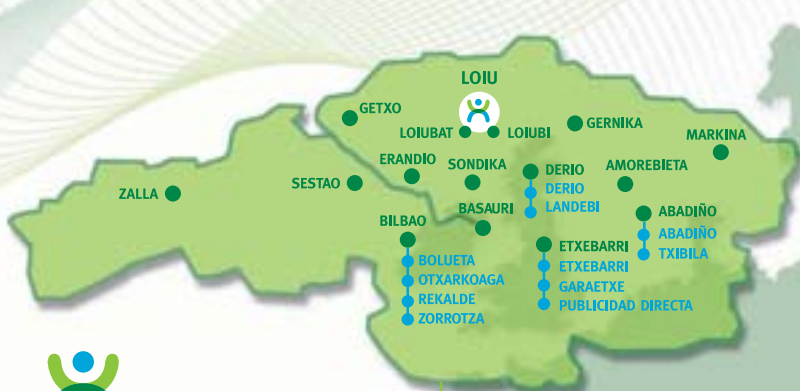 LOIU
GETXO
LOIUBAT
LOIUBI
GERNIKA
MARKINA
ERANDIO
SONDIKA
DERIO
DERIO
LANDEBI
AMOREBIETA
ZALLA
SESTAO
BASAURI
ABADIÑO
ABADIÑO
TXIBILA
BILBAO
BOLUETA
OTXARKOAGA
REKALDE
ZORROTZA
ETXEBARRI
ETXEBARRI
GARAETXE
PUBLICIDAD DIRECTA